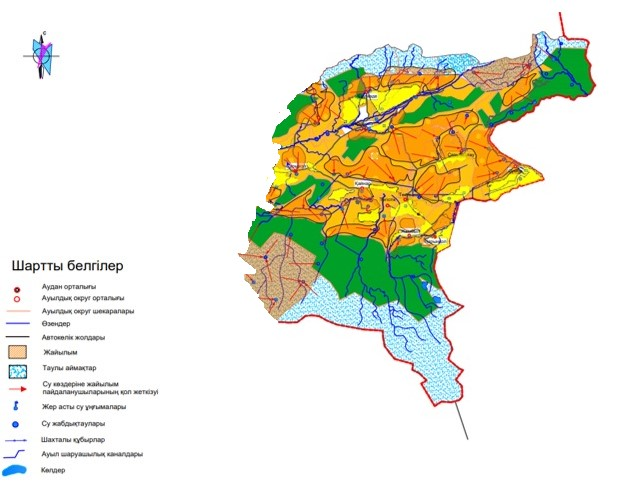 с
Шартты белгілер
Аудан орталығы
Ауылдық округ орталығы
Ауылдық округ шекаралары
Өзендер
Автокөлік жолдары
Жайылым
Таулы аймақтар
Су көздеріне жайылым
пайдаланушыларының қол жеткізуі
Жер асты су ұңғымалары
Су жабдықтаулары
Шахталы құбырлар
Ауыл шаруашылық каналдары
Көлдер